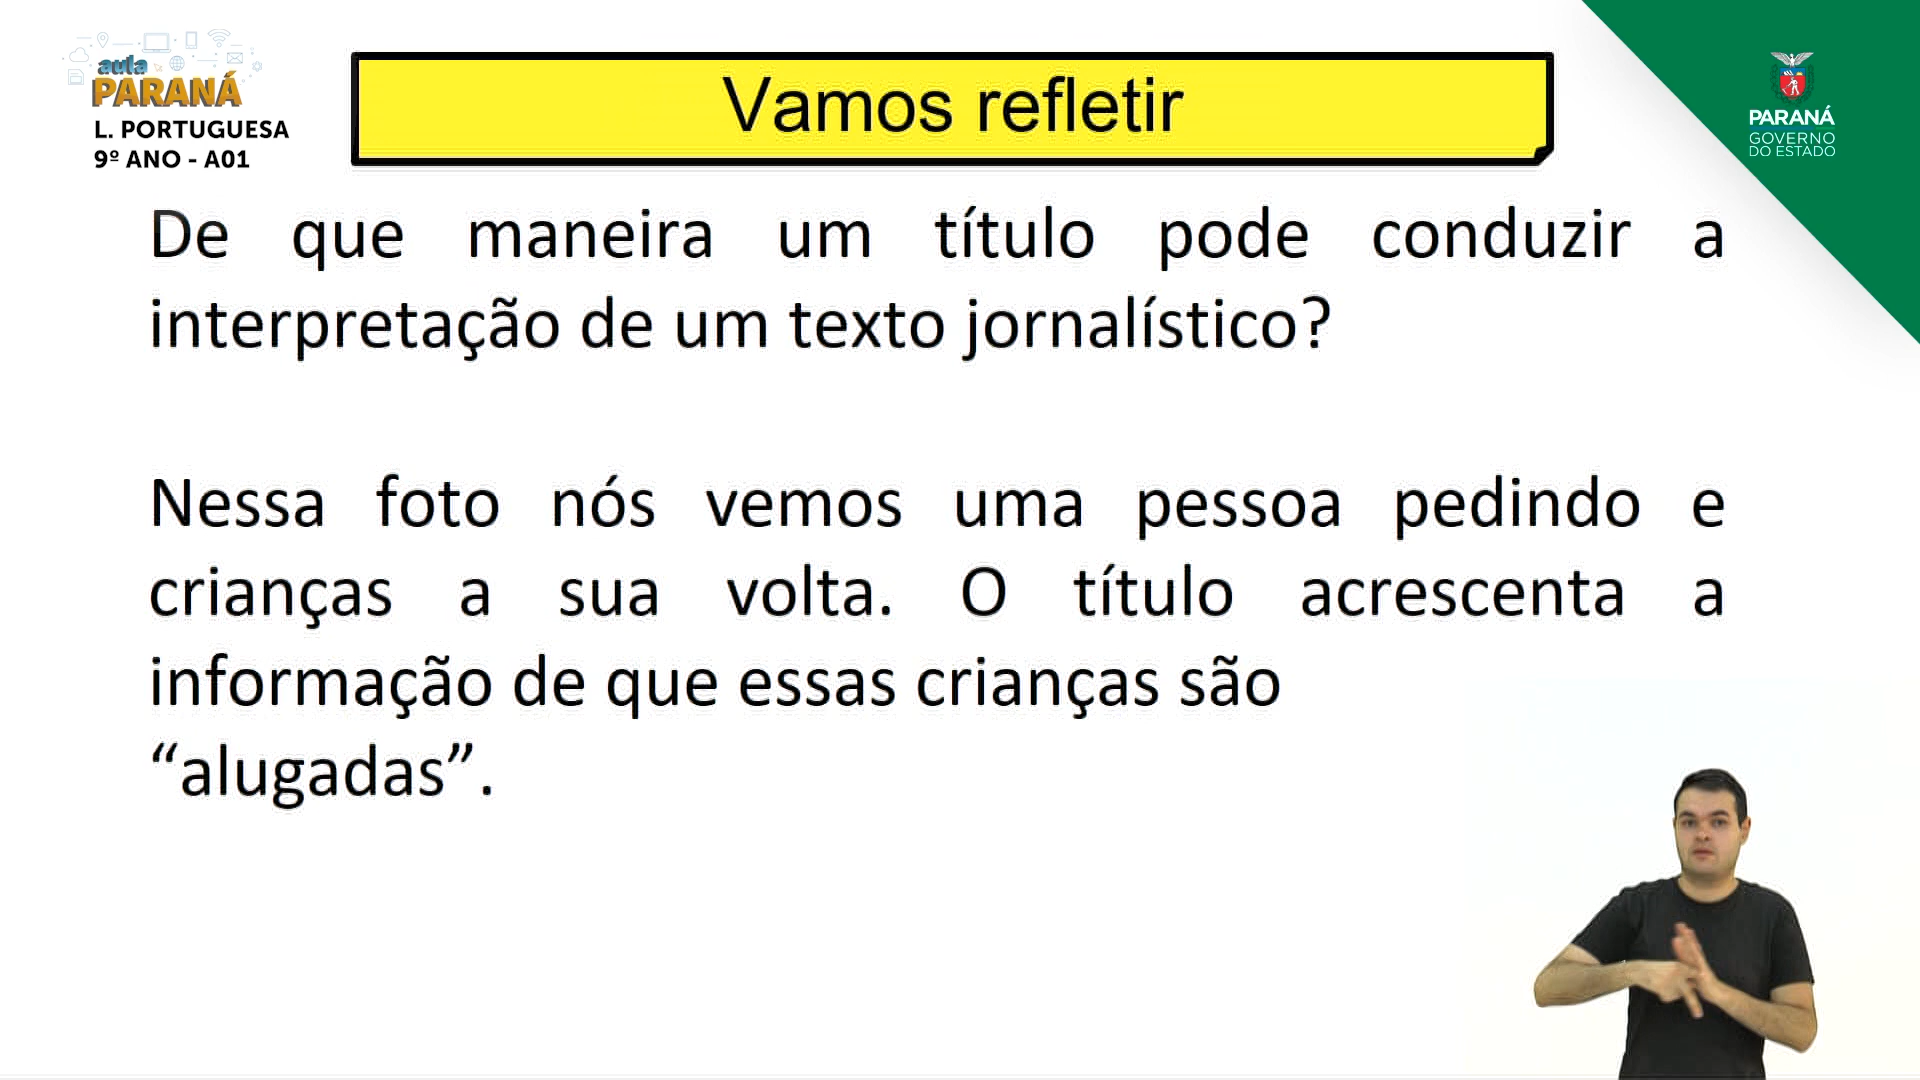 aula
PARANÁ
L. PORTUGUESA
9º ANO - A01
Vamos refletir
PARANÁ
GOVERNO
DO ESTADO
De que maneira um título pode conduzir a
interpretação de um texto jornalístico?
Nessa foto nós vemos uma pessoa pedindo e
crianças a sua volta. O título acrescenta a
informação de que essas crianças são
“alugadas”.